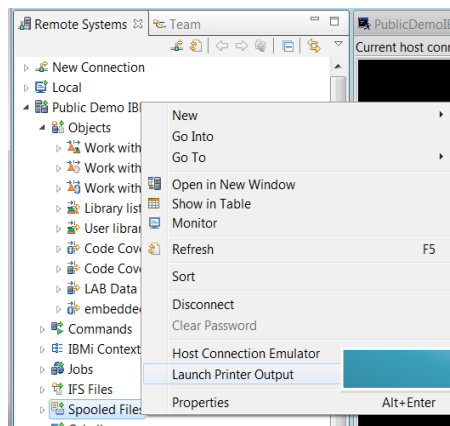 Remote Systems Team
PublicDemoIB
Current host conn
New Connection
Local
Public Demo IB
Objects
Work with
Work with
Work with
Library list
User librar
Code Cov
Code Cov
LAB Data
embedde
Commands
IBMi Context
Jobs
IFS Files
Spooled Files
New
Go Into
Go To
Open in New Window
Show in Table
Monitor
Refresh F5
Sort
Disconnect
Clear Password
Host Connection Emulator
Launch Printer Output
Properties Alt+Enter